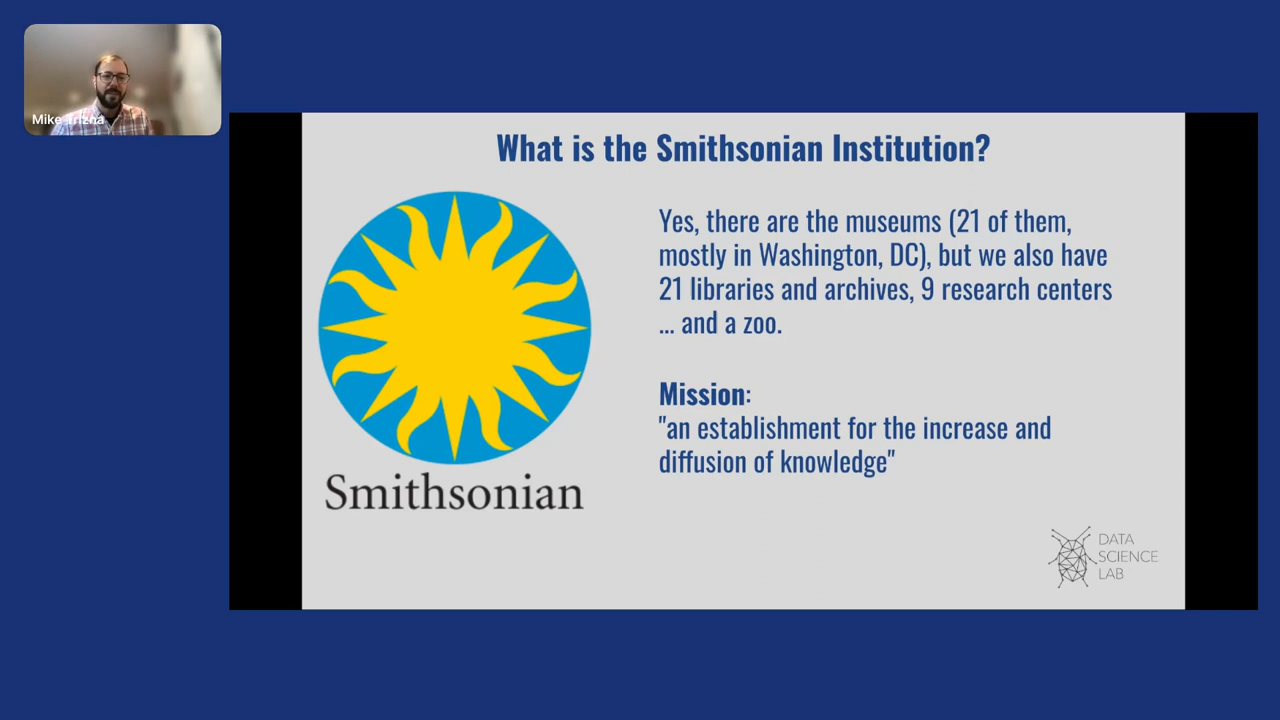 Mike Trizna
What is the Smithsonian Institution?
Yes, there are the museums (21 of them,
mostly in Washington, DC), but we also have
21 libraries and archives, 9 research centers
... and a zoo.
Mission:
"an establishment for the increase and
diffusion of knowledge"
Smithsonian
DATA
SCIENCE
LAB